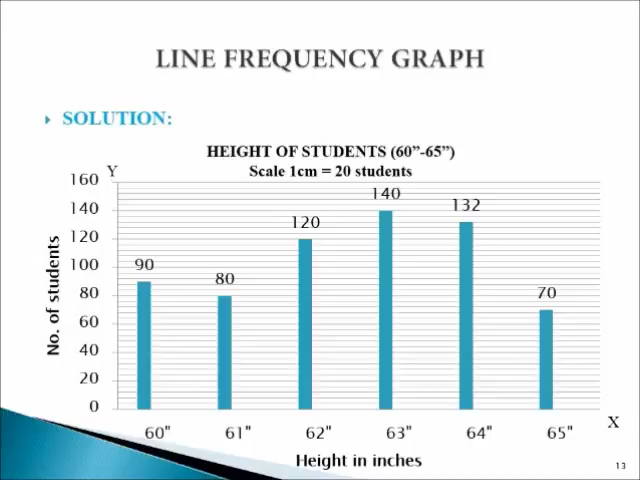 LINE FREQUENCY GRAPH
SOLUTION:
HEIGHT OF STUDENTS (60”-65”)
Scale 1cm = 20 students
Y
160
140
120
100
80
60
40
20
0
No. of students
90
80
120
140
132
70
60"
61"
62"
63"
64"
65"
X
Height in inches
13